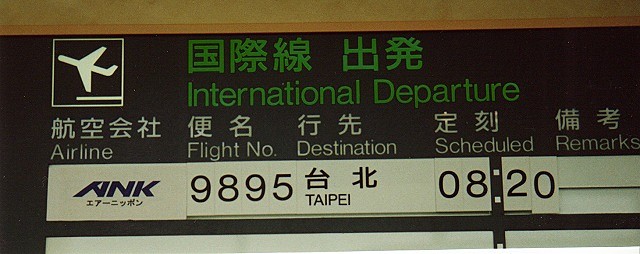 国際線 出発
International Departure
航空会社 便名 行先 定刻 備考
Airline Flight No. Destination Scheduled Remarks
ANK 9895 台北 08:20
エアーニッポン TAIPEI